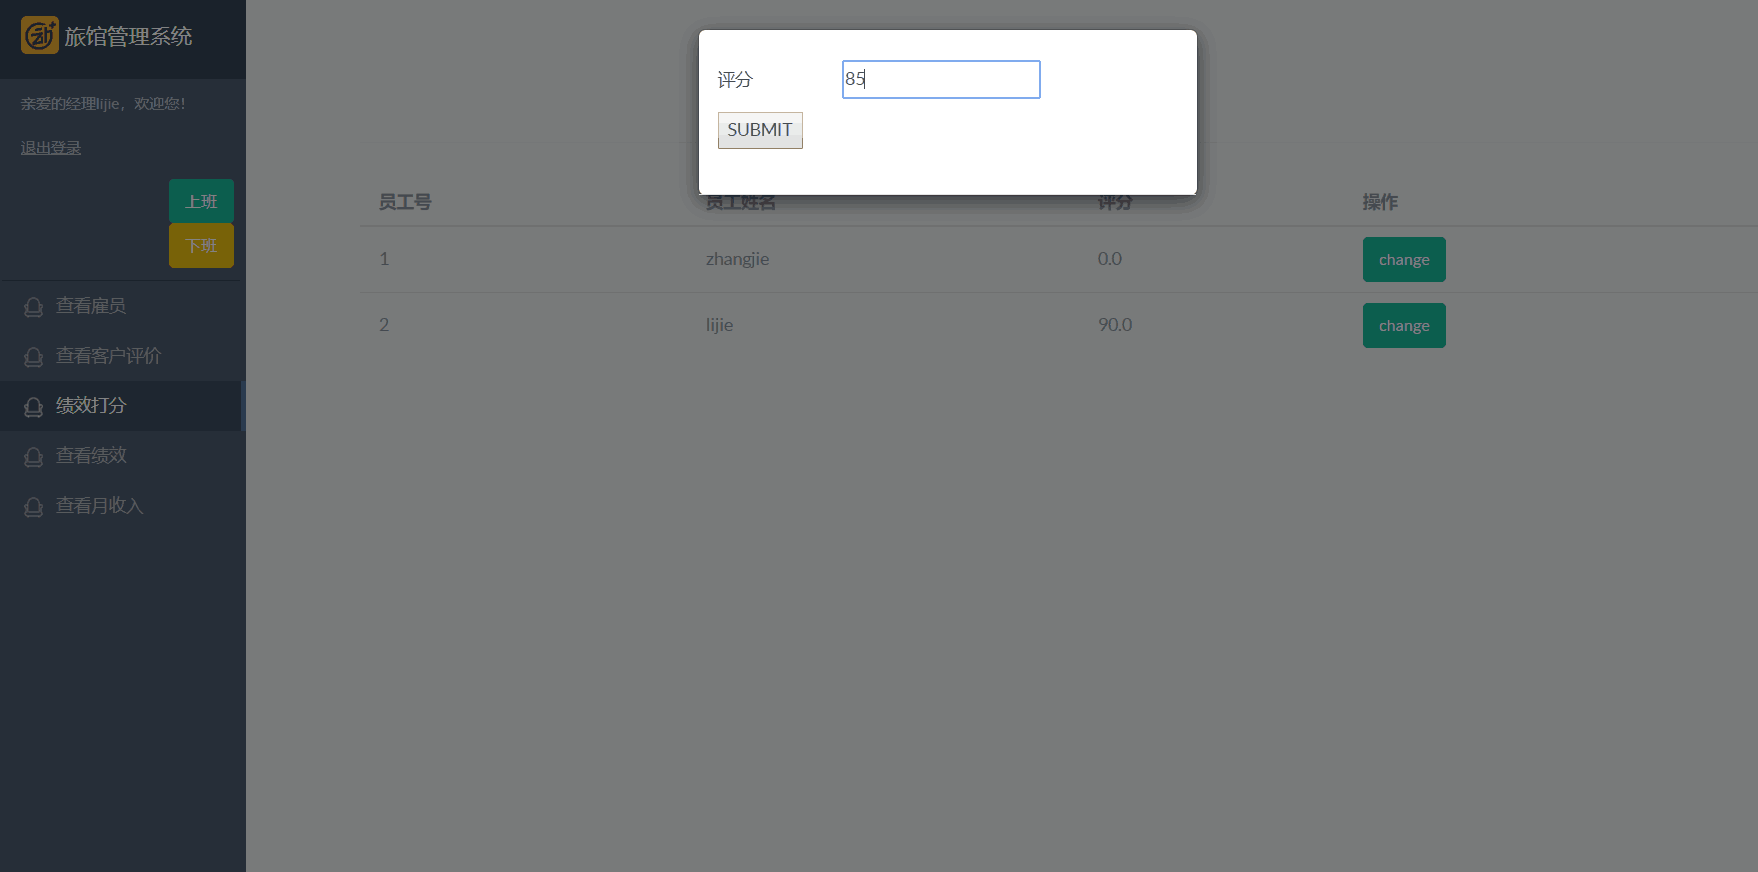 旅馆管理系统
亲爱的经理lijie，欢迎您！
退出登录
上班
下班
查看雇员
查看客户评价
绩效打分
查看绩效
查看月收入
评分 85
SUBMIT
员工号 员工姓名 评分 操作
1 zhangjie 0.0 change
2 lijie 90.0 change